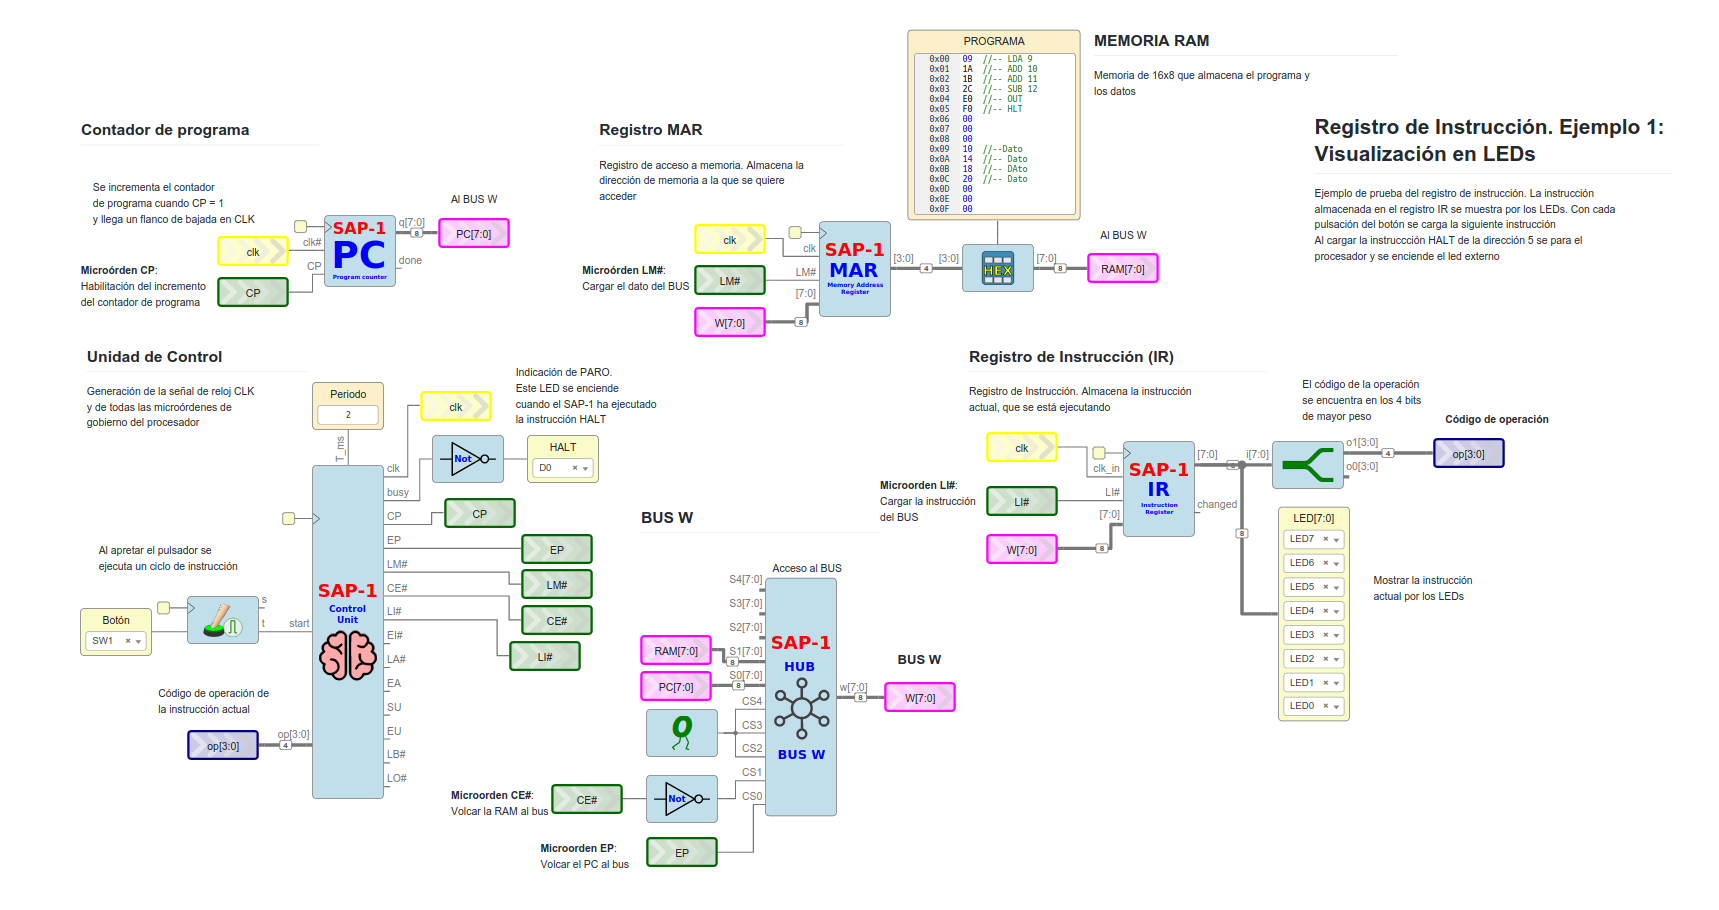 PROGRAMA
0x00 09 //-- LDA 9
0x01 1A //-- ADD 10
0x02 1B //-- ADD 11
0x03 2C //-- SUB 12
0x04 E0 //-- OUT
0x05 F0 //-- HLT
0x06 00
0x07 00
0x08 00
0x09 10 //--Dato
0x0A 14 //-- Dato
0x0B 18 //-- DAto
0x0C 20 //-- Dato
0x0D 00
0x0E 00
0x0F 00
MEMORIA RAM
Memoria de 16x8 que almacena el programa y
los datos
Registro de Instrucción. Ejemplo 1:
Visualización en LEDs
Ejemplo de prueba del registro de instrucción. La instrucción
almacenada en el registro IR se muestra por los LEDs. Con cada
pulsación del botón se carga la siguiente instrucción
Al cargar la instruccción HALT de la dirección 5 se para el
procesador y se enciende el led externo
Contador de programa
Se incrementa el contador
de programa cuando CP = 1
y llega un flanco de bajada en CLK
Al BUS W
clk
clk#
CP
SAP-1
PC
Program counter
q[7:0]
8
done
PC[7:0]
Microórden CP:
Habilitación del incremento
del contador de programa
CP
Registro MAR
Registro de acceso a memoria. Almacena la
dirección de memoria a la que se quiere
acceder
clk
clk
Microórden LM#:
Cargar el dato del BUS
LM#
LM#
W[7:0]
8
[7:0]
SAP-1
MAR
Memory Address
Register
[3:0]
4
[3:0]
HEX
[7:0]
8
Al BUS W
RAM[7:0]
Unidad de Control
Generación de la señal de reloj CLK
y de todas las microórdenes de
gobierno del procesador
Periodo
2
T_ms
clk
Indicación de PARO.
Este LED se enciende
cuando el SAP-1 ha ejecutado
la instrucción HALT
Not
HALT
D0
clk
busy
CP
EP
LM#
CE#
LI#
EI#
LA#
EA
SU
EU
LB#
LO#
SAP-1
Control
Unit
CP
EP
LM#
CE#
LI#
Al apretar el pulsador se
ejecuta un ciclo de instrucción
Botón
SW1
s
t
start
Código de operación de
la instrucción actual
op[3:0]
op[3:0]
4
BUS W
Acceso al BUS
S4[7:0]
S3[7:0]
S2[7:0]
S1[7:0]
S0[7:0]
CS4
CS3
CS2
CS1
CS0
RAM[7:0]
8
PC[7:0]
8
0
SAP-1
HUB
BUS W
w[7:0]
8
BUS W
W[7:0]
Microorden CE#:
Volcar la RAM al bus
CE#
Not
Microorden EP:
Volcar el PC al bus
EP
Registro de Instrucción (IR)
Registro de Instrucción. Almacena la instrucción
actual, que se está ejecutando
clk
clk_in
Microorden LI#:
Cargar la instrucción
del BUS
LI#
LI#
W[7:0]
8
[7:0]
SAP-1
IR
Instruction
Register
[7:0]
8
changed
i[7:0]
El código de la operación
se encuentra en los 4 bits
de mayor peso
o1[3:0]
o0[3:0]
4
Código de operación
op[3:0]
8
LED[7:0]
LED7
LED6
LED5
LED4
LED3
LED2
LED1
LED0
Mostrar la instrucción
actual por los LEDs